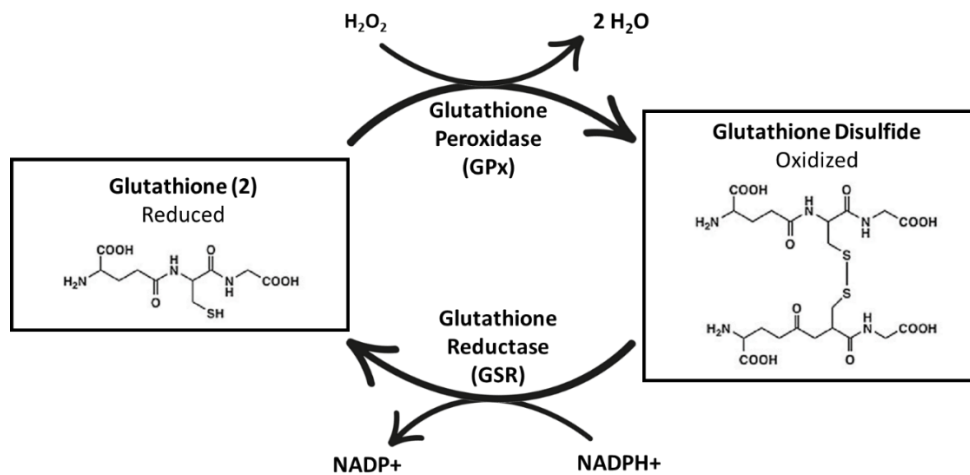 H₂O₂
2 H₂O
Glutathione
Peroxidase
(GPx)
Glutathione (2)
Reduced
COOH
H₂N
O
H
N
O
N
H
COOH
SH
Glutathione Disulfide
Oxidized
COOH
H₂N
O
H
N
O
N
H
COOH
S
S
H₂N
COOH
O
O
H
N
COOH
Glutathione
Reductase
(GSR)
NADP+
NADPH+